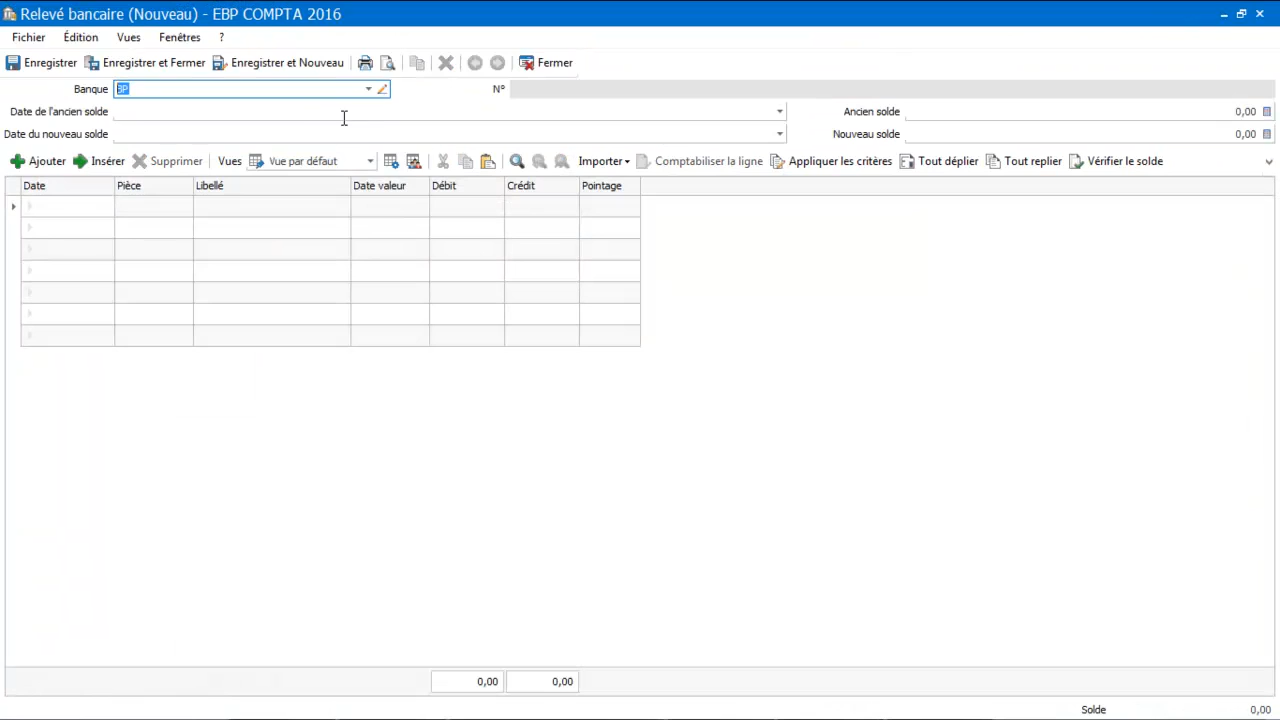 Relevé bancaire (Nouveau) - EBP COMPTA 2016
Fichier Édition Vues Fenêtres ?
Enregistrer Enregistrer et Fermer Enregistrer et Nouveau Fermer
Banque BP N°
Date de l'ancien solde Ancien solde 0,00
Date du nouveau solde Nouveau solde 0,00
Ajouter Insérer Supprimer Vues Vue par défaut Importer Comptabiliser la ligne Appliquer les critères Tout déplier Tout replier Vérifier le solde
Date Pièce Libellé Date valeur Débit Crédit Pointage
0,00 0,00
Solde 0,00